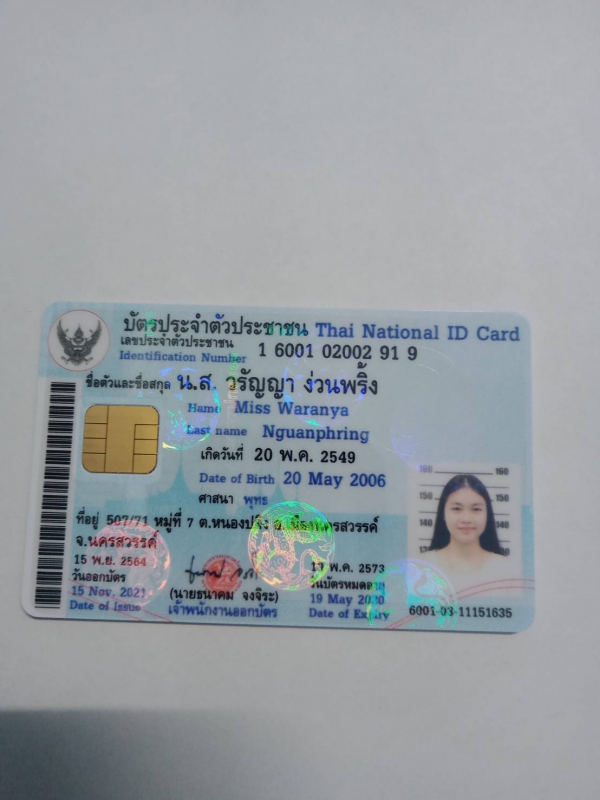 บัตรประจำตัวประชาชน Thai National ID Card
เลขประจำตัวประชาชน
Identification Number 1 6001 02002 91 9
ชื่อตัวและชื่อสกุล น.ส. วรัญญา ง่วนพริ้ง
Name Miss Waranya
Last name Nguanphring
เกิดวันที่ 20 พ.ค. 2549
Date of Birth 20 May 2006
ศาสนา พุทธ
ที่อยู่ 507/71 หมู่ที่ 7 ต.หนองปลิง อ.เมืองนครสวรรค์
จ.นครสวรรค์
15 พ.ย. 2564
วันออกบัตร
15 Nov. 2021
Date of Issue
(นายธนาคม จงจิระ)
เจ้าพนักงานออกบัตร
พ.ค. 2573
วันบัตรหมดอายุ
19 May
Date of Expiry
160 160
150 150
140 140
6001-03-11151635